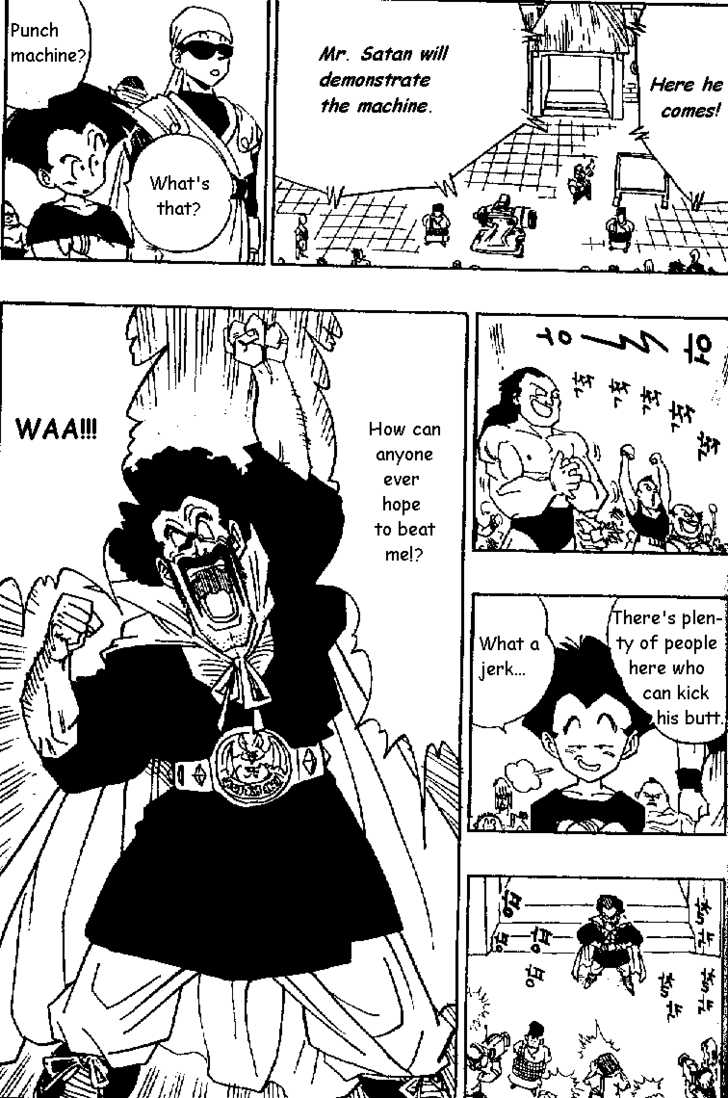 Punch
machine?
What's
that?
Mr. Satan will
demonstrate
the machine.
Here he
comes!
WAA!!!
How can
anyone
ever
hope
to beat
me!?
What a
jerk...
There's plen-
ty of people
here who
can kick
his butt.